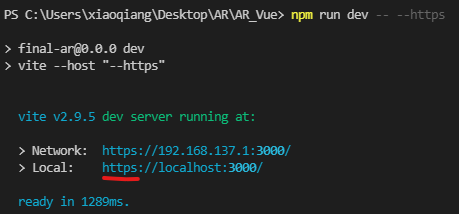 PS C:\Users\xiaoqiang\Desktop\AR\AR_Vue> npm run dev -- --https
> final-ar@0.0.0 dev
> vite --host "--https"
vite v2.9.5 dev server running at:
> Network: https://192.168.137.1:3000/
> Local: https://localhost:3000/
ready in 1289ms.